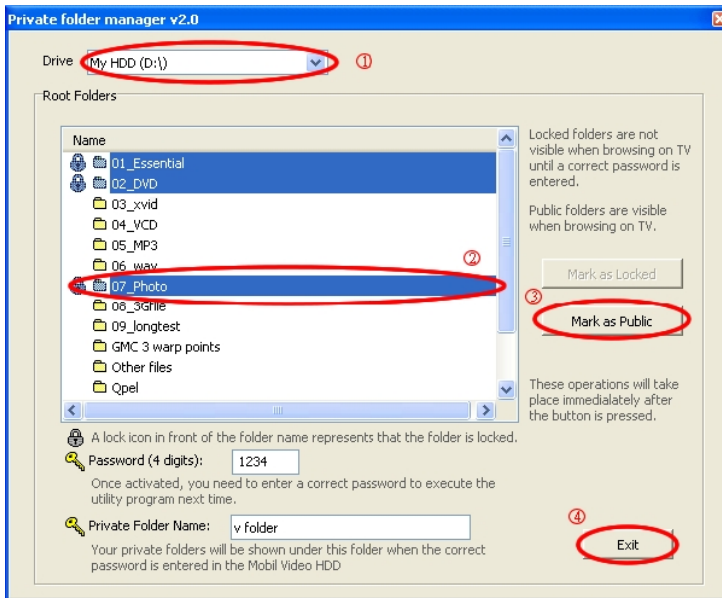 Private folder manager v2.0
Drive My HDD (D:\) ①
Root Folders
Name
01_Essential
02_DVD
03_xvid
04_VCD
05_MP3
06_wav
②
07_Photo
08_3Gfile
09_longtest
GMC 3 warp points
Other files
Qpel
Locked folders are not
visible when browsing on TV
until a correct password is
entered.
Public folders are visible
when browsing on TV.
Mark as Locked
③
Mark as Public
These operations will take
place immedialately after
the button is pressed.
A lock icon in front of the folder name represents that the folder is locked.
Password (4 digits): 1234
Once activated, you need to enter a correct password to execute the
utility program next time.
Private Folder Name: v folder
Your private folders will be shown under this folder when the correct
password is entered in the Mobil Video HDD
④
Exit